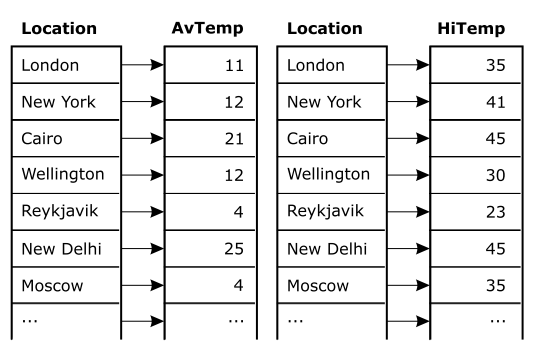 Location AvTemp Location HiTemp
London 11 London 35
New York 12 New York 41
Cairo 21 Cairo 45
Wellington 12 Wellington 30
Reykjavik 4 Reykjavik 23
New Delhi 25 New Delhi 45
Moscow 4 Moscow 35
... ... ... ...